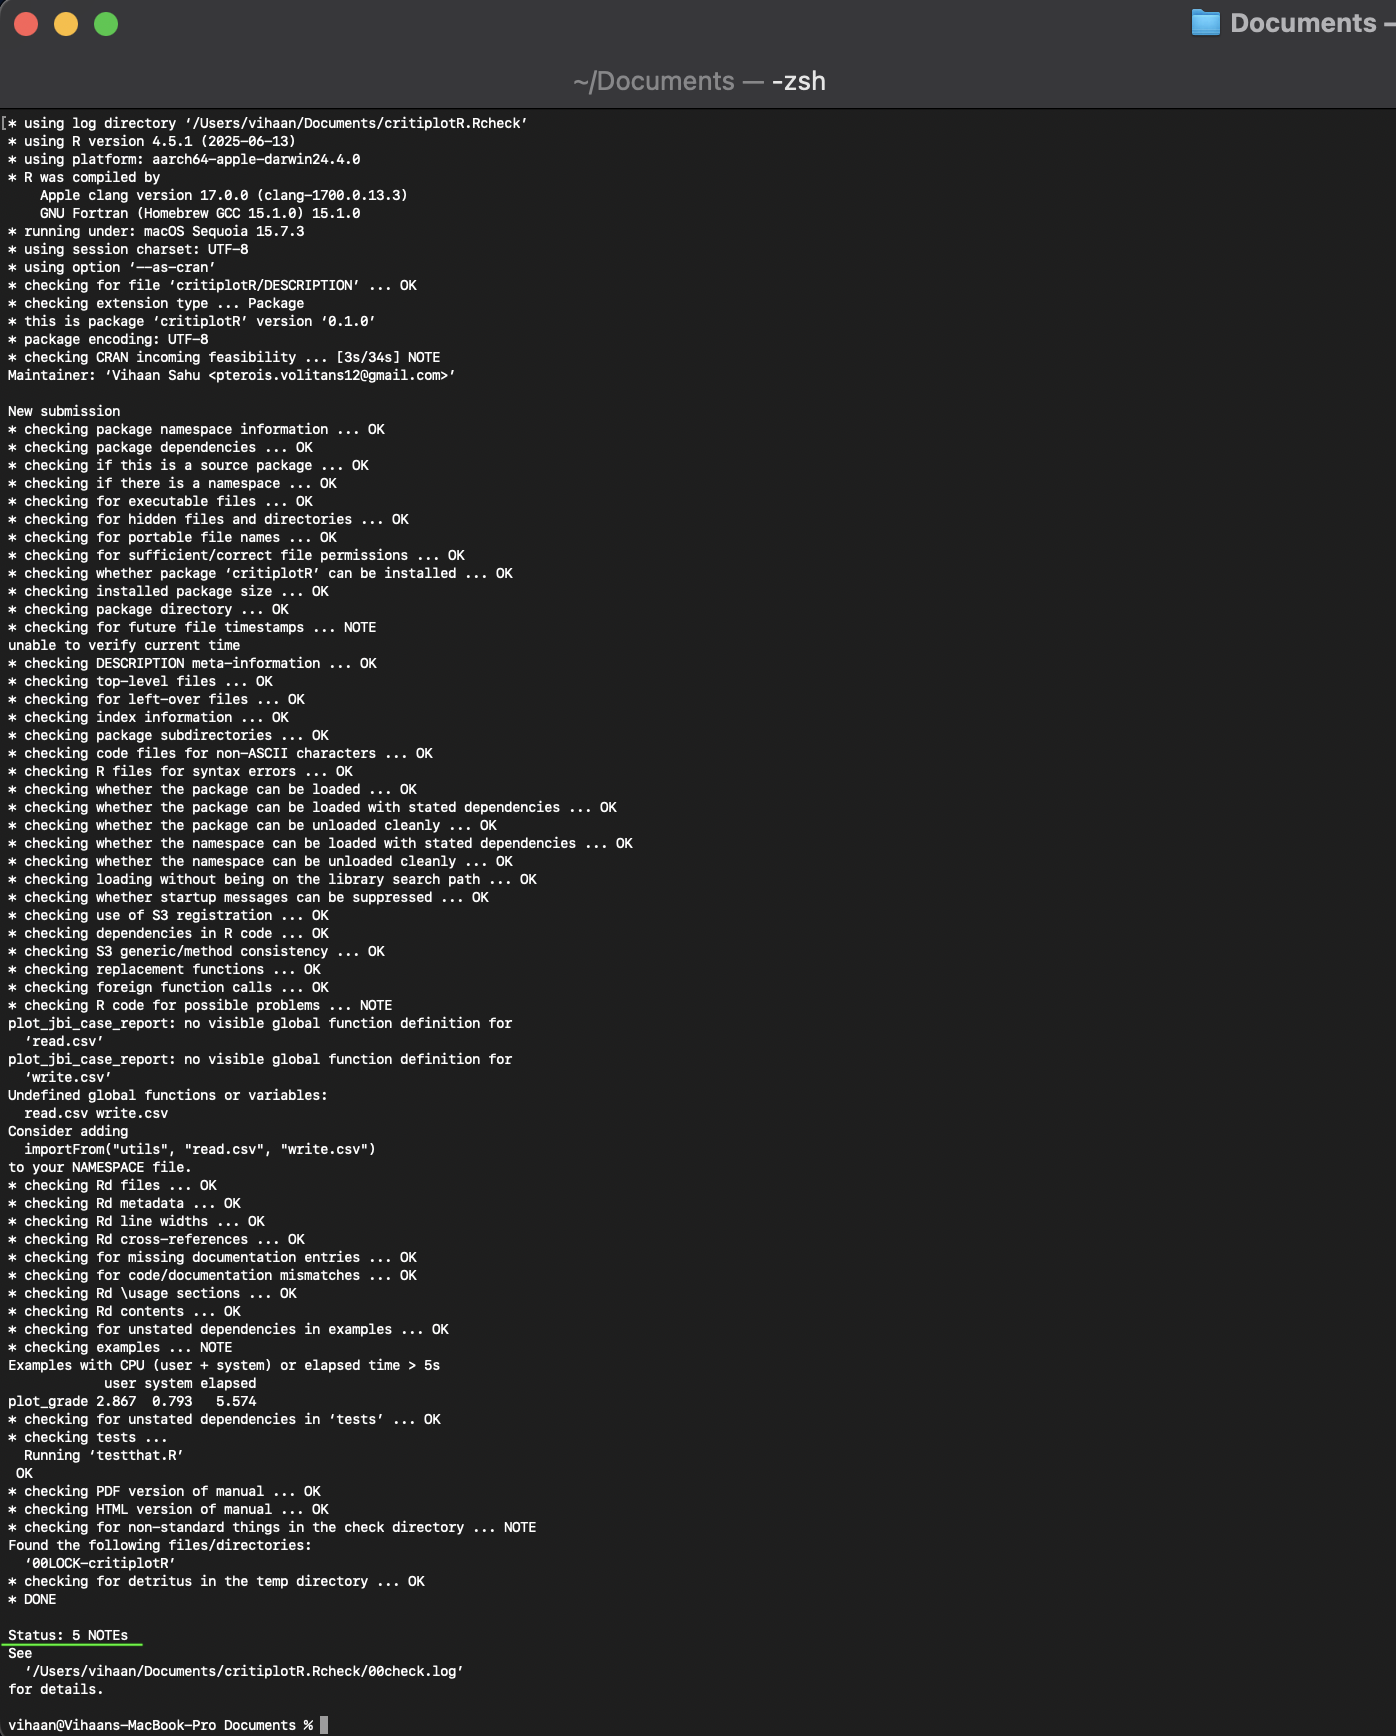 Documents —
~/Documents — -zsh
[* using log directory ‘/Users/vihaan/Documents/critiplotR.Rcheck’
* using R version 4.5.1 (2025-06-13)
* using platform: aarch64-apple-darwin24.4.0
* R was compiled by
    Apple clang version 17.0.0 (clang-1700.0.13.3)
    GNU Fortran (Homebrew GCC 15.1.0) 15.1.0
* running under: macOS Sequoia 15.7.3
* using session charset: UTF-8
* using option ‘--as-cran’
* checking for file ‘critiplotR/DESCRIPTION’ ... OK
* checking extension type ... Package
* this is package ‘critiplotR’ version ‘0.1.0’
* package encoding: UTF-8
* checking CRAN incoming feasibility ... [3s/34s] NOTE
Maintainer: ‘Vihaan Sahu <pterois.volitans12@gmail.com>’
New submission
* checking package namespace information ... OK
* checking package dependencies ... OK
* checking if this is a source package ... OK
* checking if there is a namespace ... OK
* checking for executable files ... OK
* checking for hidden files and directories ... OK
* checking for portable file names ... OK
* checking for sufficient/correct file permissions ... OK
* checking whether package ‘critiplotR’ can be installed ... OK
* checking installed package size ... OK
* checking package directory ... OK
* checking for future file timestamps ... NOTE
unable to verify current time
* checking DESCRIPTION meta-information ... OK
* checking top-level files ... OK
* checking for left-over files ... OK
* checking index information ... OK
* checking package subdirectories ... OK
* checking code files for non-ASCII characters ... OK
* checking R files for syntax errors ... OK
* checking whether the package can be loaded ... OK
* checking whether the package can be loaded with stated dependencies ... OK
* checking whether the package can be unloaded cleanly ... OK
* checking whether the namespace can be loaded with stated dependencies ... OK
* checking whether the namespace can be unloaded cleanly ... OK
* checking loading without being on the library search path ... OK
* checking whether startup messages can be suppressed ... OK
* checking use of S3 registration ... OK
* checking dependencies in R code ... OK
* checking S3 generic/method consistency ... OK
* checking replacement functions ... OK
* checking foreign function calls ... OK
* checking R code for possible problems ... NOTE
plot_jbi_case_report: no visible global function definition for
  ‘read.csv’
plot_jbi_case_report: no visible global function definition for
  ‘write.csv’
Undefined global functions or variables:
  read.csv write.csv
Consider adding
  importFrom("utils", "read.csv", "write.csv")
to your NAMESPACE file.
* checking Rd files ... OK
* checking Rd metadata ... OK
* checking Rd line widths ... OK
* checking Rd cross-references ... OK
* checking for missing documentation entries ... OK
* checking for code/documentation mismatches ... OK
* checking Rd \usage sections ... OK
* checking Rd contents ... OK
* checking for unstated dependencies in examples ... OK
* checking examples ... NOTE
Examples with CPU (user + system) or elapsed time > 5s
            user system elapsed
plot_grade 2.867  0.793   5.574
* checking for unstated dependencies in ‘tests’ ... OK
* checking tests ...
  Running ‘testthat.R’
 OK
* checking PDF version of manual ... OK
* checking HTML version of manual ... OK
* checking for non-standard things in the check directory ... NOTE
Found the following files/directories:
  ‘00LOCK-critiplotR’
* checking for detritus in the temp directory ... OK
* DONE
Status: 5 NOTEs
See
  ‘/Users/vihaan/Documents/critiplotR.Rcheck/00check.log’
for details.
vihaan@Vihaans-MacBook-Pro Documents %